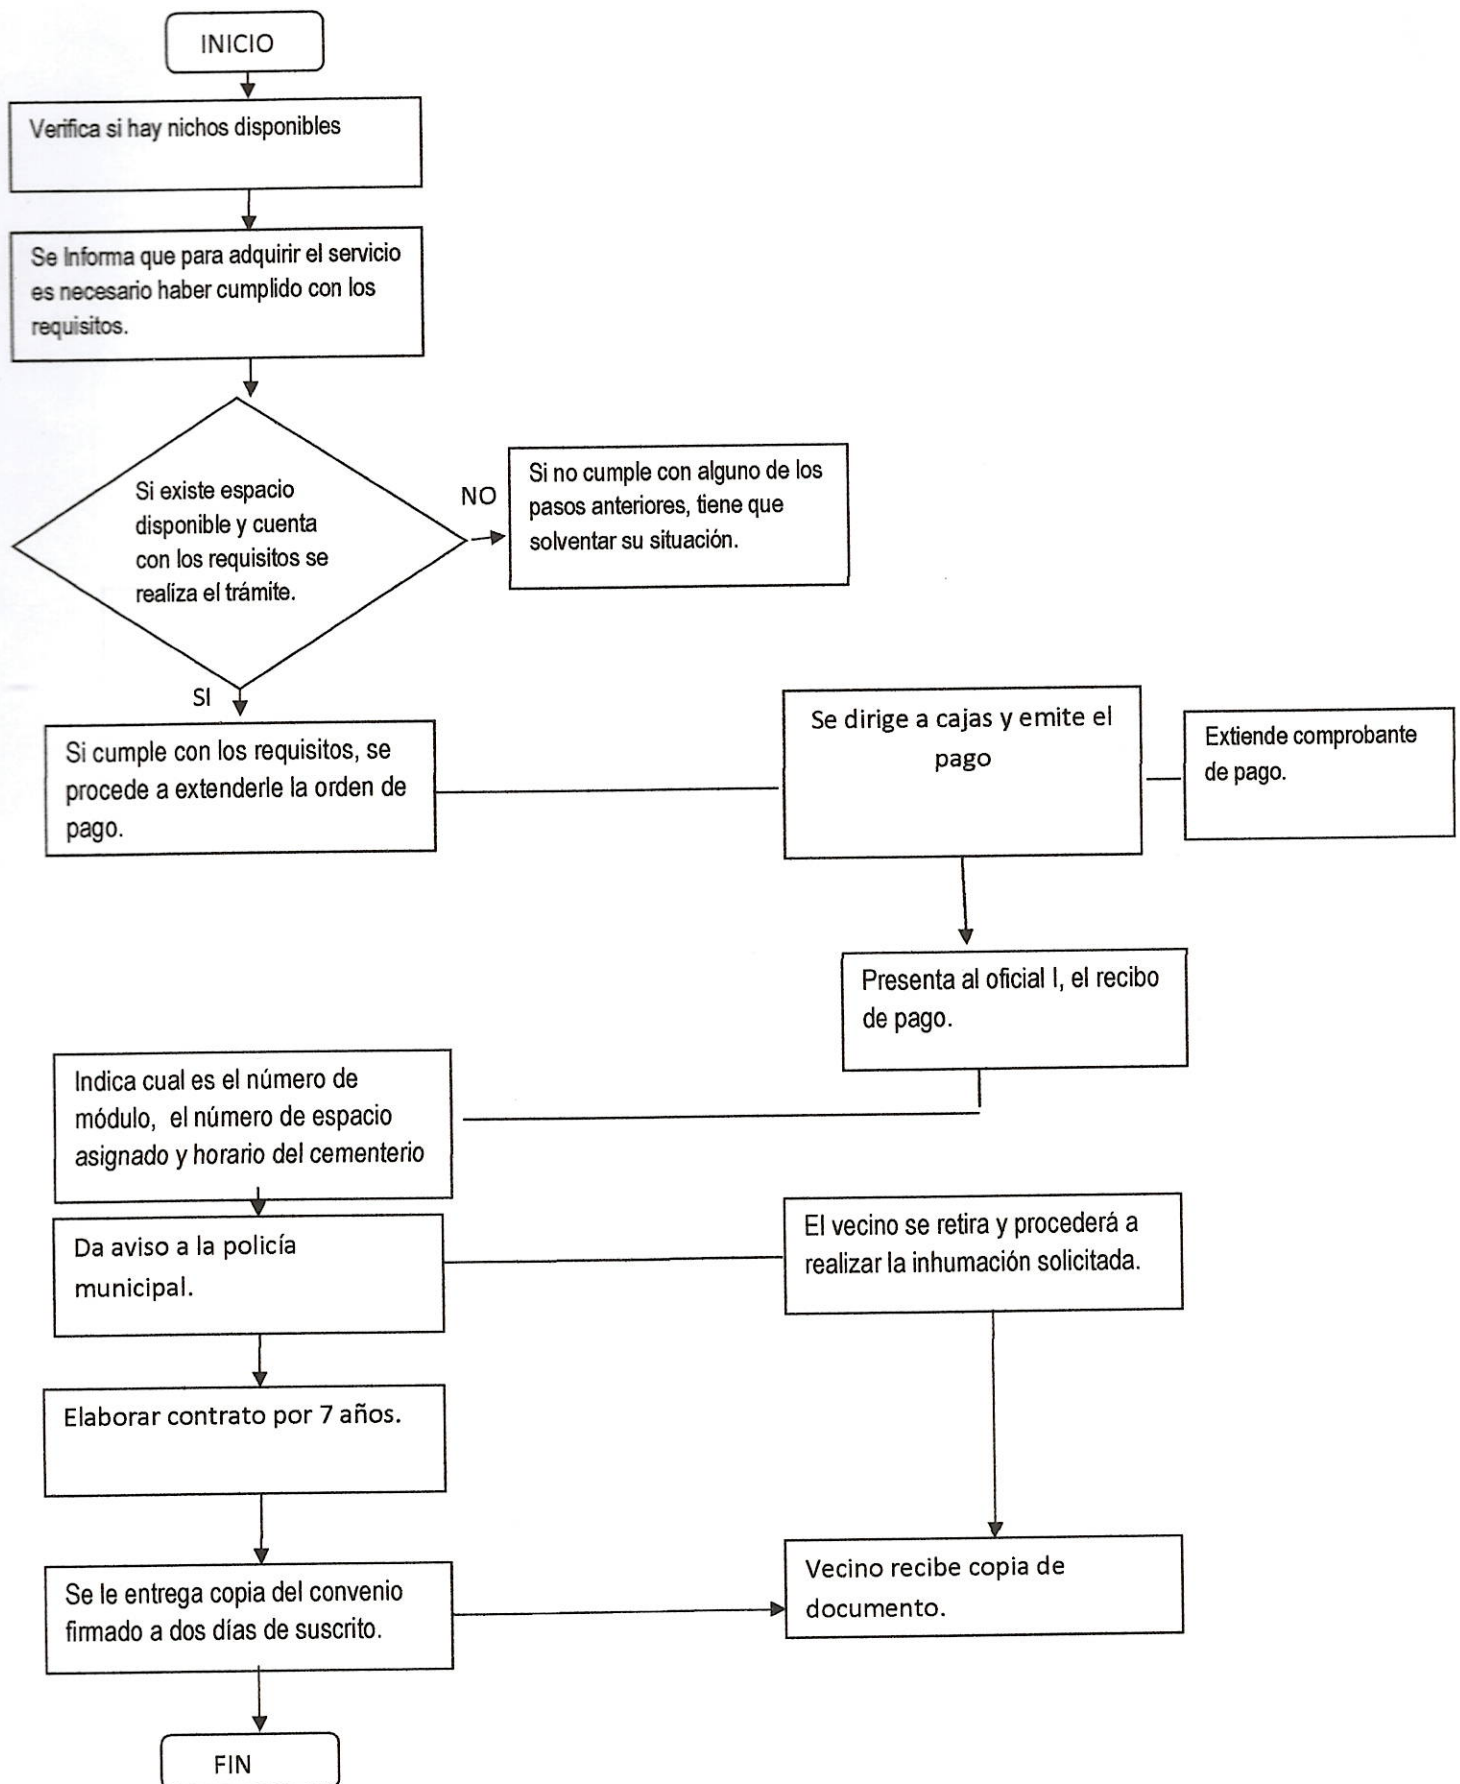 INICIO
Verifica si hay nichos disponibles
Se Informa que para adquirir el servicio
es necesario haber cumplido con los
requisitos.
Si existe espacio
disponible y cuenta
con los requisitos se
realiza el trámite.
NO
Si no cumple con alguno de los
pasos anteriores, tiene que
solventar su situación.
SI
Si cumple con los requisitos, se
procede a extenderle la orden de
pago.
Se dirige a cajas y emite el
pago
Extiende comprobante
de pago.
Presenta al oficial I, el recibo
de pago.
Indica cual es el número de
módulo, el número de espacio
asignado y horario del cementerio
Da aviso a la policía
municipal.
El vecino se retira y procederá a
realizar la inhumación solicitada.
Elaborar contrato por 7 años.
Se le entrega copia del convenio
firmado a dos días de suscrito.
Vecino recibe copia de
documento.
FIN